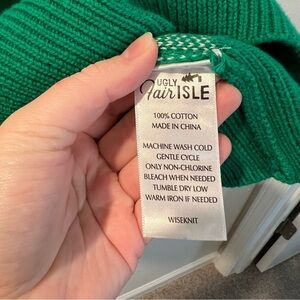 UGLY
Fair ISLE
100% COTTON
MADE IN CHINA
MACHINE WASH COLD
GENTLE CYCLE
ONLY NON-CHLORINE
BLEACH WHEN NEEDED
TUMBLE DRY LOW
WARM IRON IF NEEDED
WISEKNIT